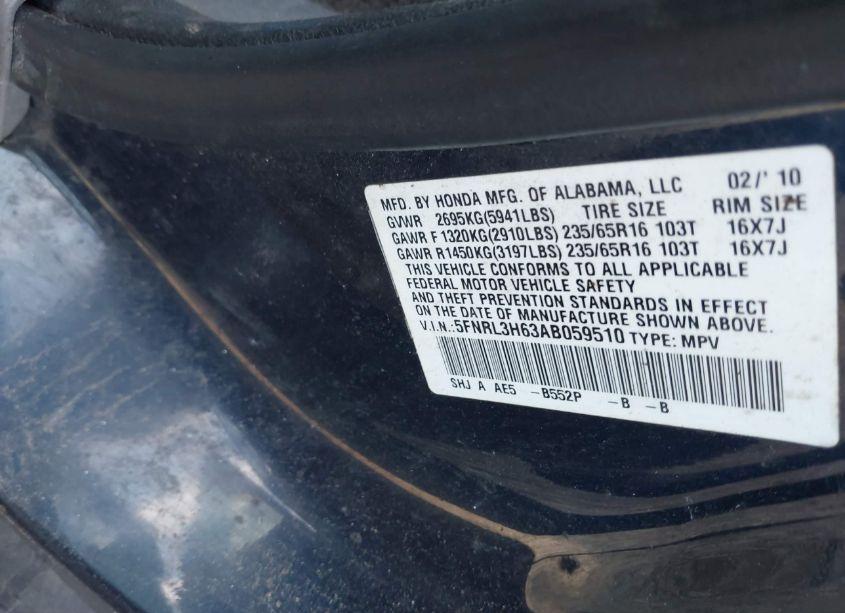 MFD. BY HONDA MFG. OF ALABAMA, LLC 02/' 10
GVWR 2695KG(5941LBS) TIRE SIZE RIM SIZE
GAWR F 1320KG(2910LBS) 235/65R16 103T 16X7J
GAWR R1450KG(3197LBS) 235/65R16 103T 16X7J
THIS VEHICLE CONFORMS TO ALL APPLICABLE
FEDERAL MOTOR VEHICLE SAFETY
AND THEFT PREVENTION STANDARDS IN EFFECT
ON THE DATE OF MANUFACTURE SHOWN ABOVE.
V.I.N.:5FNRL3H63AB059510 TYPE: MPV
SHJ A AE5 -B552P -B -B